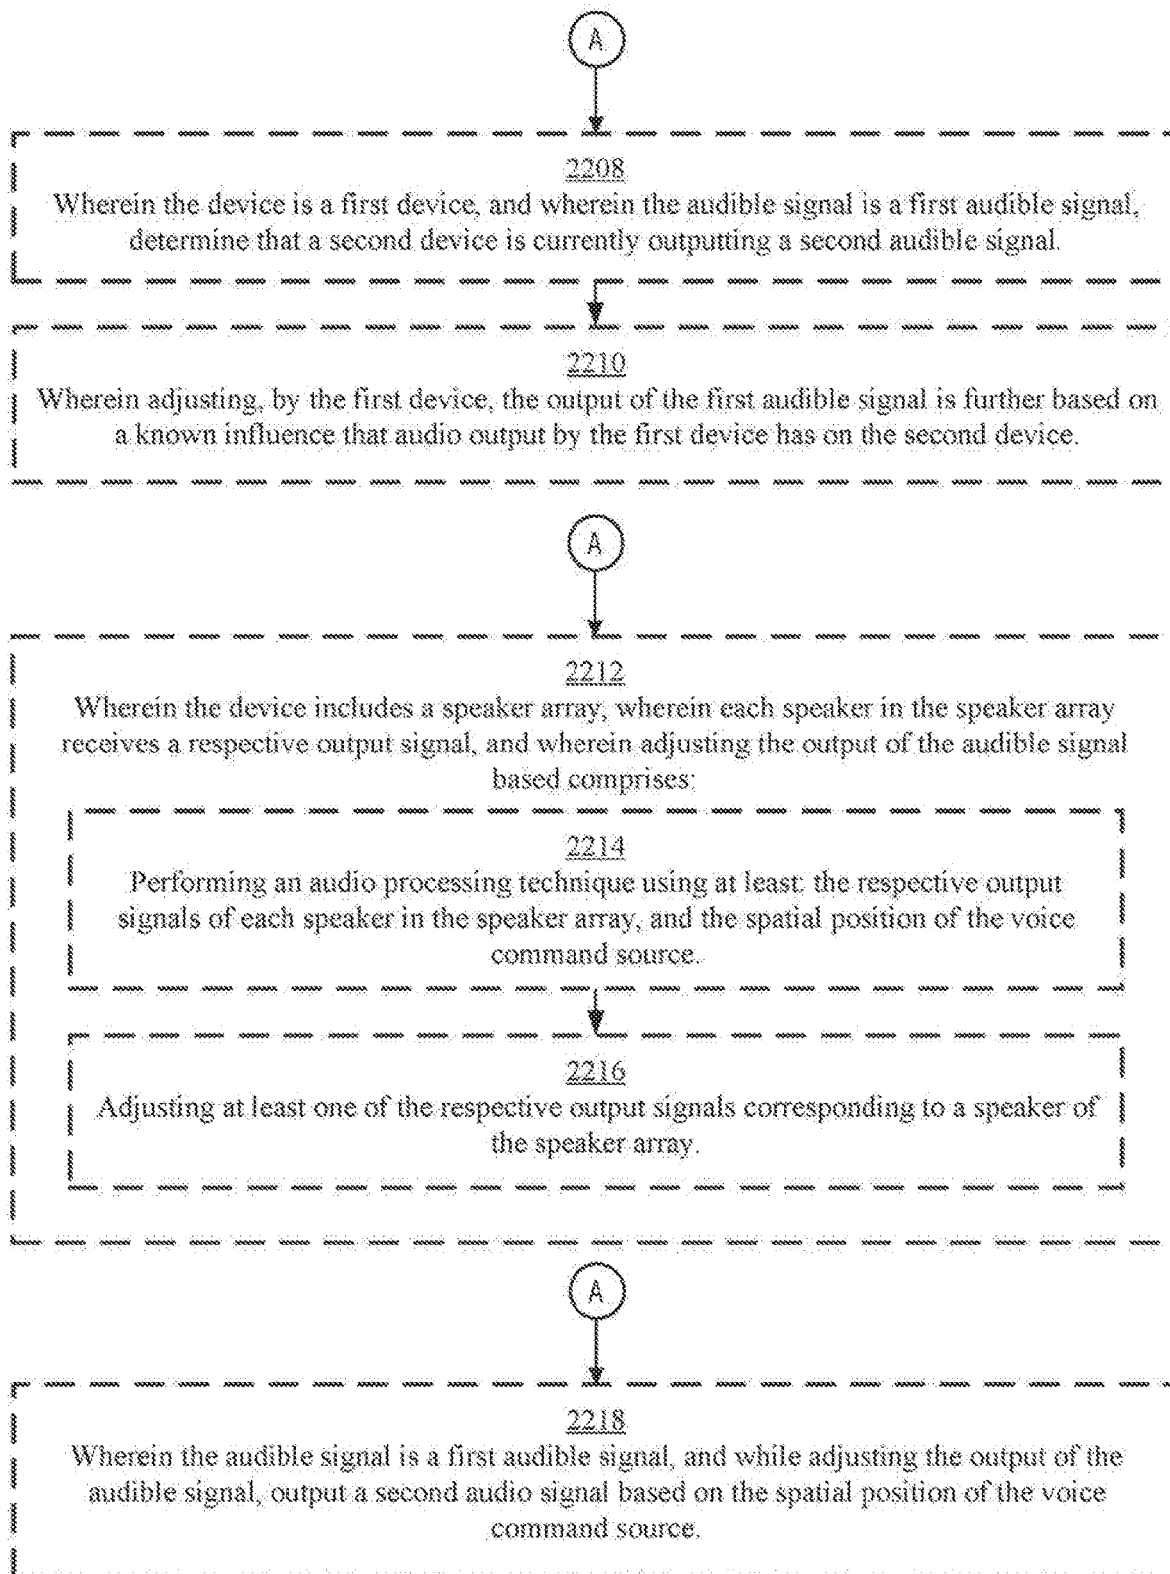 A
2208
Wherein the device is a first device, and wherein the audible signal is a first audible signal,
determine that a second device is currently outputting a second audible signal.
2210
Wherein adjusting, by the first device, the output of the first audible signal is further based on
a known influence that audio output by the first device has on the second device.
A
2212
Wherein the device includes a speaker array, wherein each speaker in the speaker array
receives a respective output signal, and wherein adjusting the output of the audible signal
based comprises:
2214
Performing an audio processing technique using at least: the respective output
signals of each speaker in the speaker array, and the spatial position of the voice
command source.
2216
Adjusting at least one of the respective output signals corresponding to a speaker of
the speaker array.
A
2218
Wherein the audible signal is a first audible signal, and while adjusting the output of the
audible signal, output a second audio signal based on the spatial position of the voice
command source.